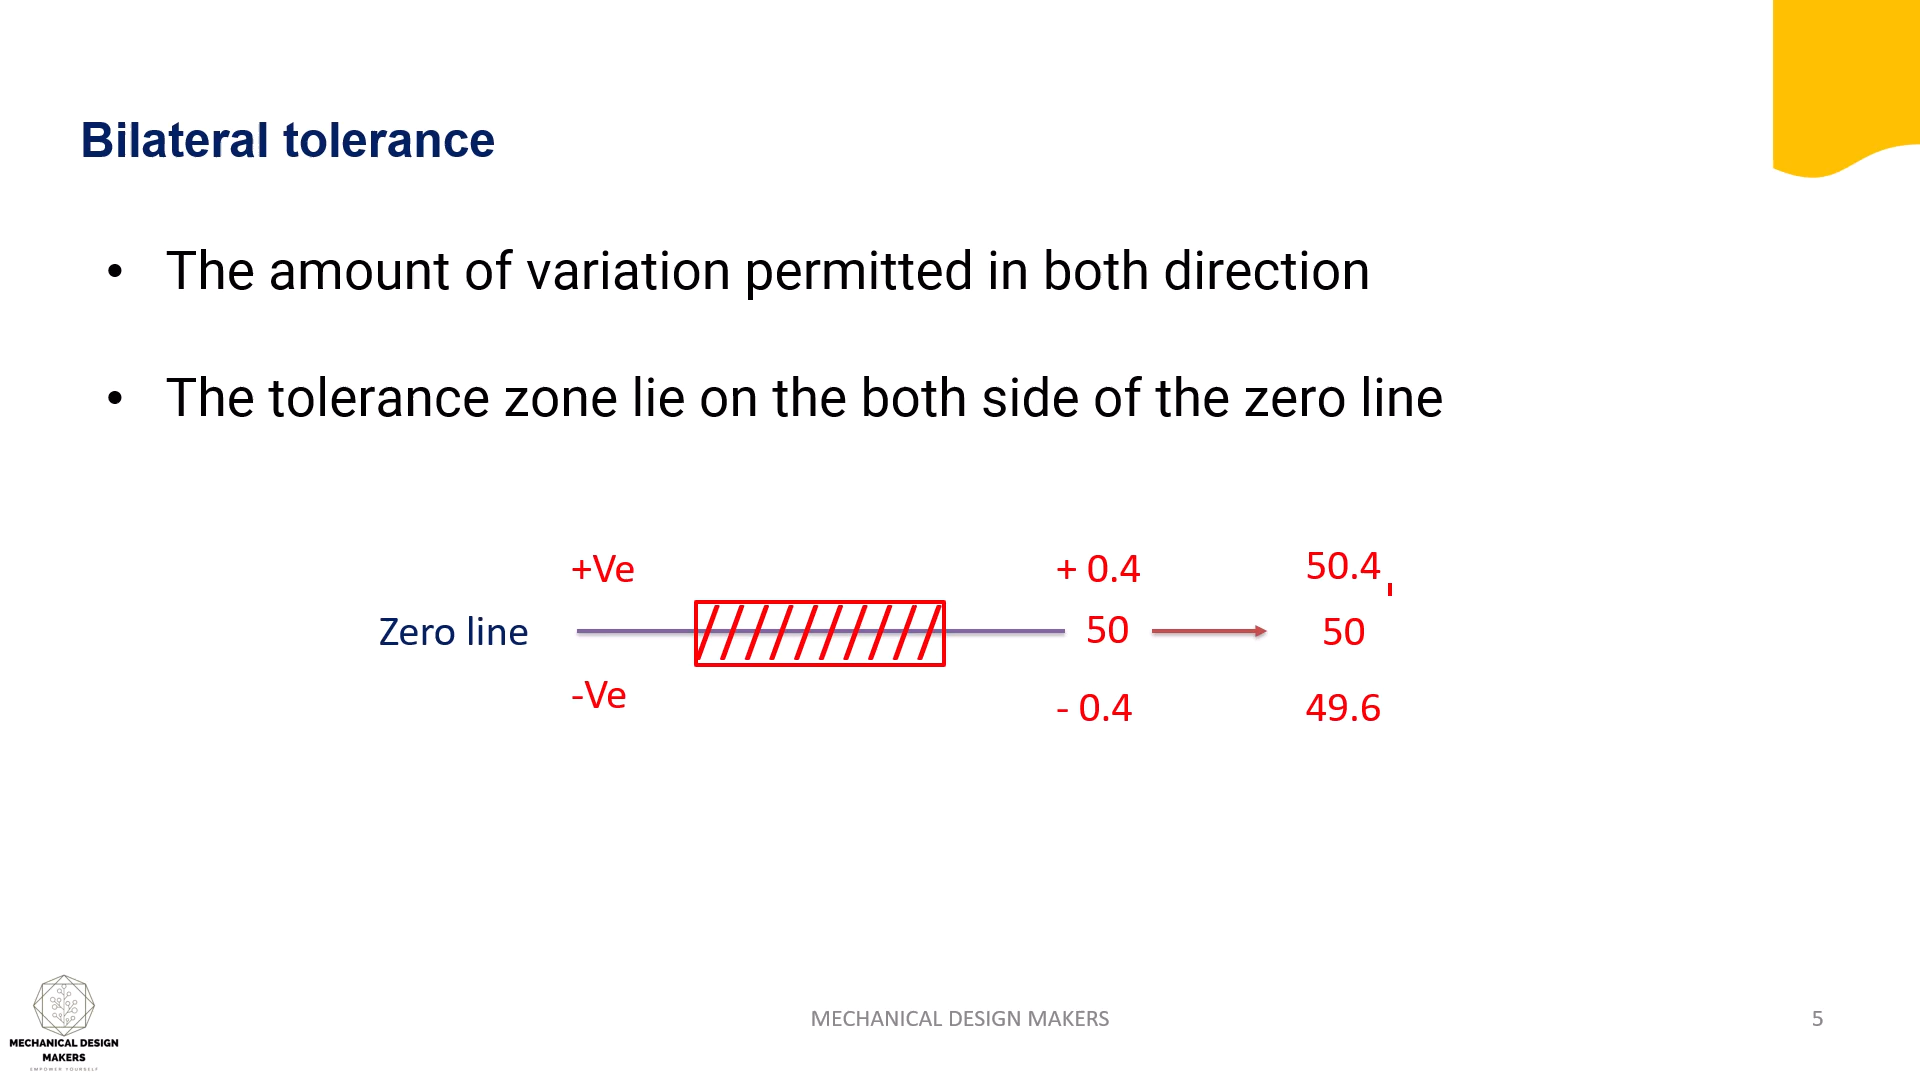 Bilateral tolerance
• The amount of variation permitted in both direction
• The tolerance zone lie on the both side of the zero line
+Ve + 0.4 50.4
Zero line 50 50
-Ve - 0.4 49.6
MECHANICAL DESIGN
MAKERS
EMPOWER YOURSELF
MECHANICAL DESIGN MAKERS
5